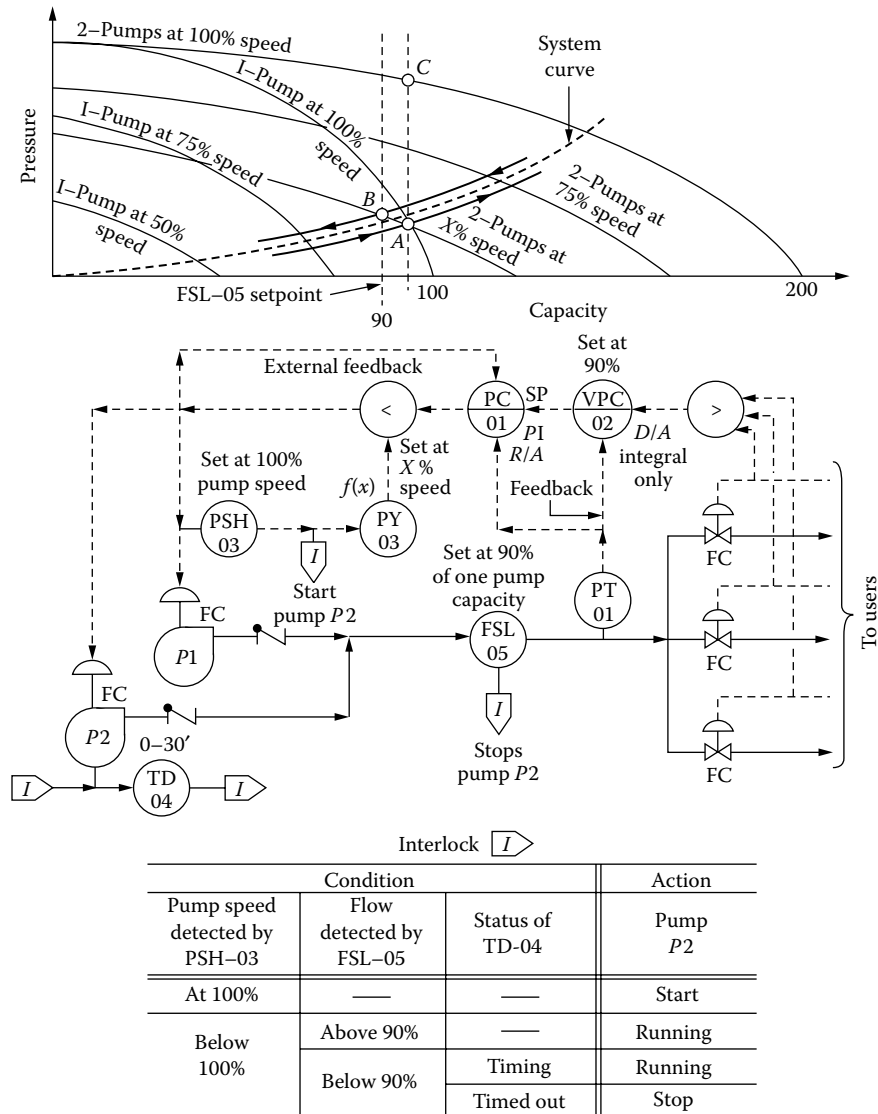 2–Pumps at 100% speed
System
curve
C
I–Pump at 100%
speed
I–Pump at 75% speed
I–Pump at 50%
speed
2–Pumps at
75% speed
2–Pumps at
X% speed
B
A
Pressure
FSL–05 setpoint
90
100
200
Capacity
Set at
90%
External feedback
<
PC
01
SP
PI
R/A
VPC
02
D/A
integral
only
>
Set at
X %
speed
Set at 100%
pump speed
f(x)
Feedback
PSH
03
PY
03
I
Start
pump P2
Set at 90%
of one pump
capacity
PT
01
FC
FC
P1
FSL
05
FC
To users
FC
P2
I
Stops
pump P2
FC
0–30′
I
TD
04
I
Interlock I
Condition
Action
Pump speed
detected by
PSH–03
Flow
detected by
FSL–05
Status of
TD-04
Pump
P2
At 100%
——
——
Start
Below
100%
Above 90%
——
Running
Below 90%
Timing
Running
Timed out
Stop